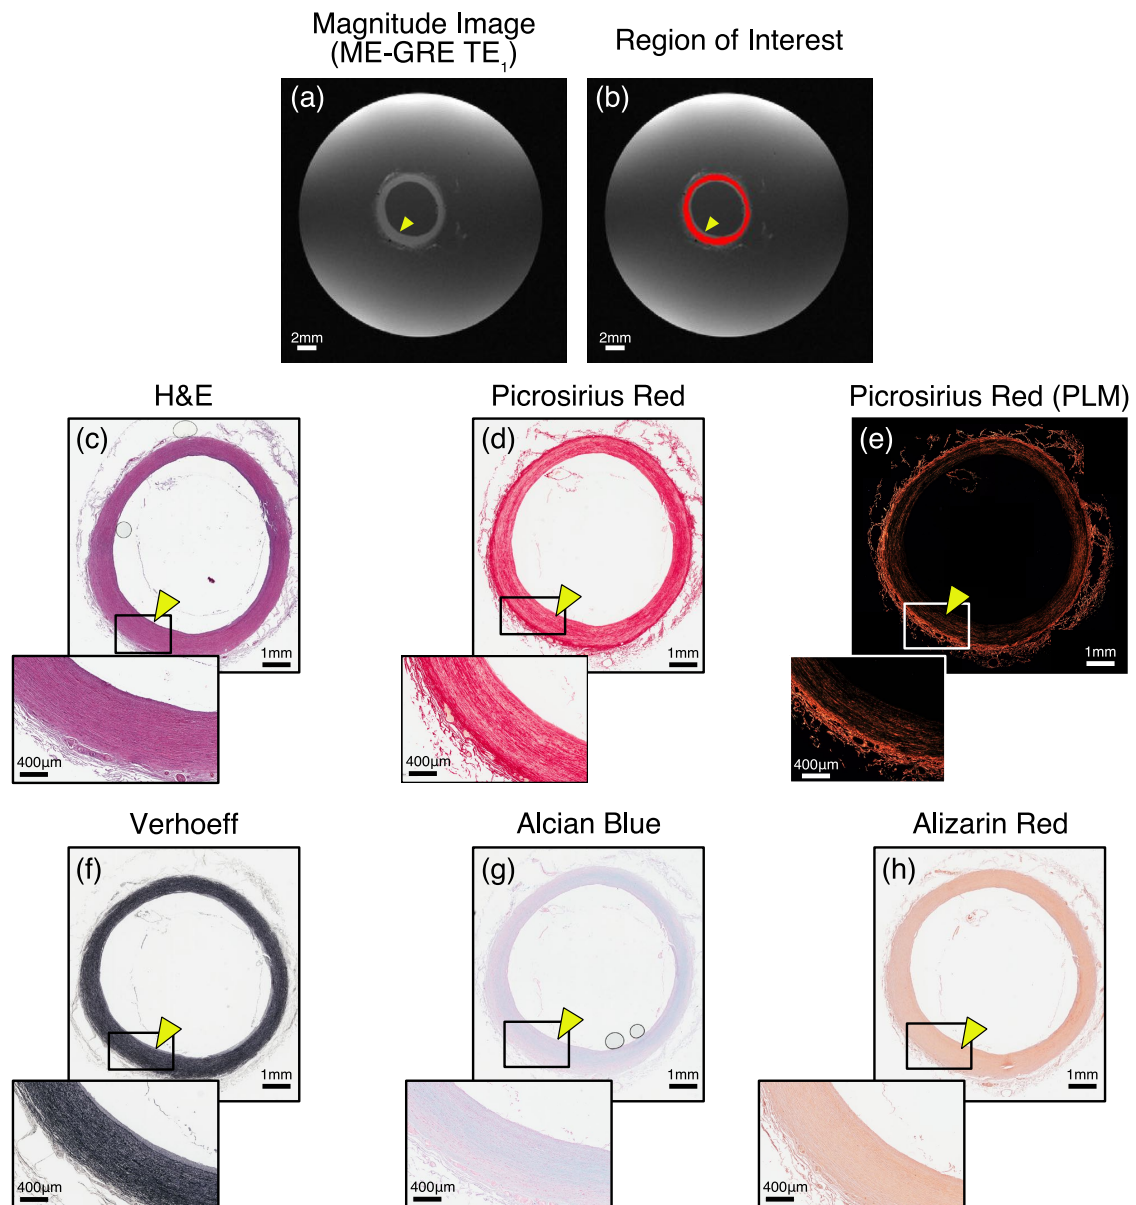 Magnitude Image
(ME-GRE TE1)
Region of Interest
(a)
(b)
2mm
2mm
H&E
Picrosirius Red
Picrosirius Red (PLM)
(c)
(d)
(e)
1mm
1mm
1mm
400µm
400µm
400µm
Verhoeff
Alcian Blue
Alizarin Red
(f)
(g)
(h)
1mm
1mm
1mm
400µm
400µm
400µm